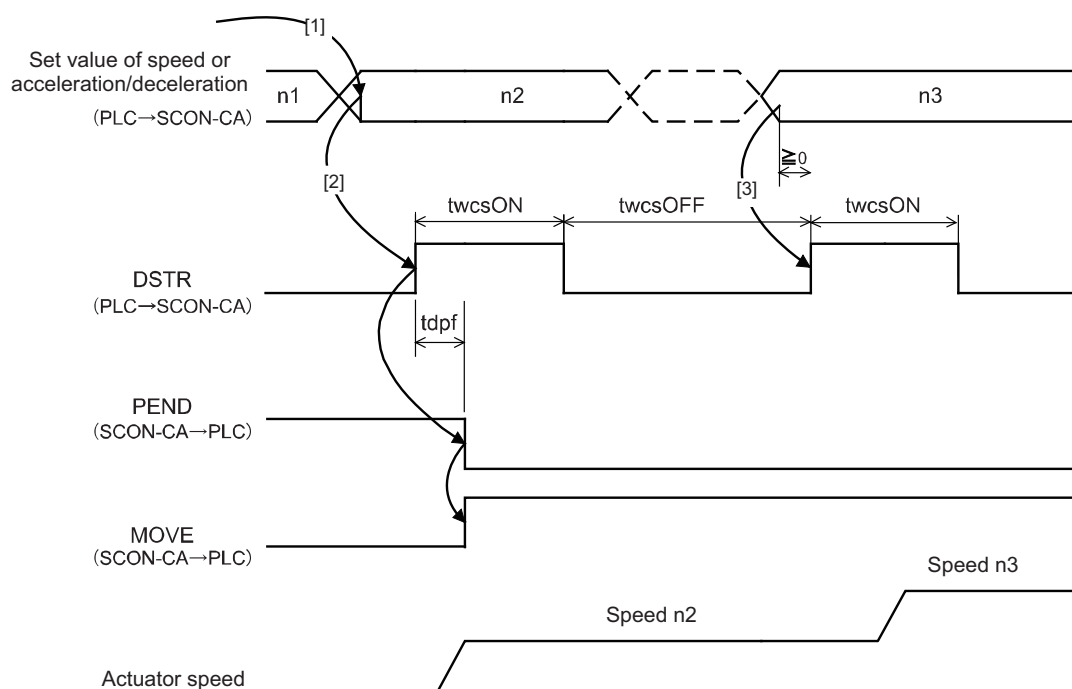 [1]
Set value of speed or
acceleration/deceleration
(PLC→SCON-CA)
n1
n2
n3
≧0
[2]
[3]
twcsON
twcsOFF
twcsON
DSTR
(PLC→SCON-CA)
tdpf
PEND
(SCON-CA→PLC)
MOVE
(SCON-CA→PLC)
Speed n3
Speed n2
Actuator speed